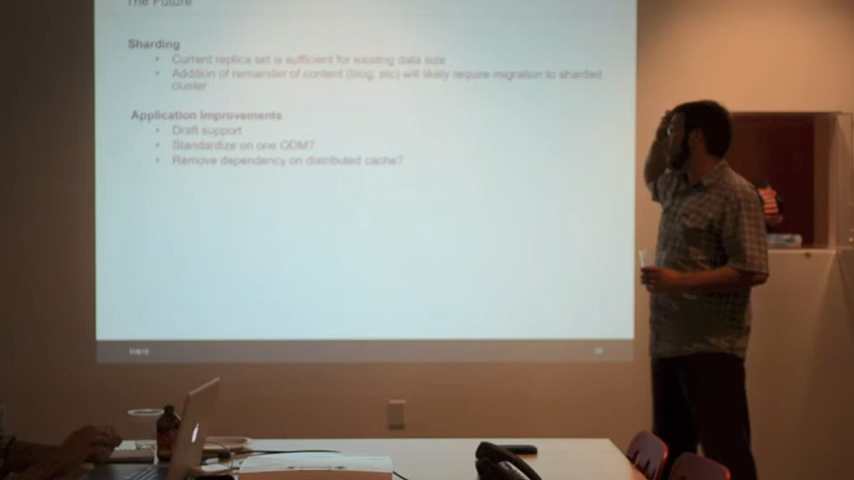 The Future
Sharding
• Current replica set is sufficient for existing data size
• Addition of remainder of content (blog, etc) will likely require migration to sharded
cluster
Application Improvements
• Draft support
• Standardize on one ODM?
• Remove dependency on distributed cache?